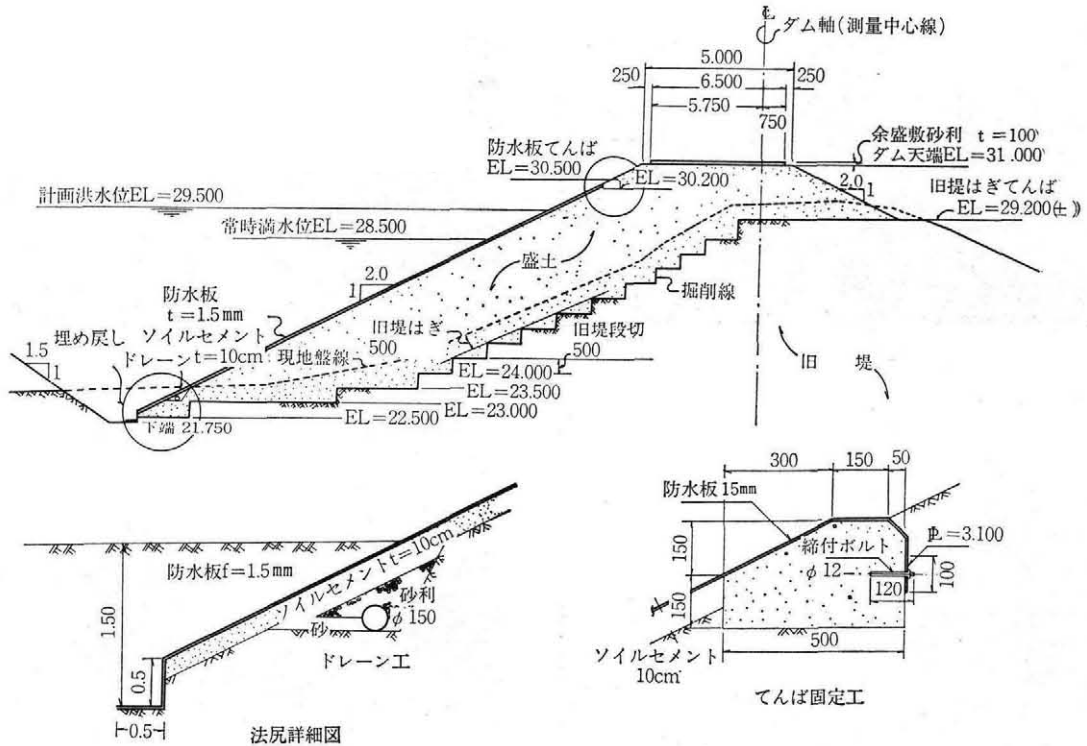 ℄
ダム軸(測量中心線)
5.000
250
6.500
250
5.750
750
余盛敷砂利 t=100
ダム天端EL=31.000
防水板てんば
EL=30.500
EL=30.200
2.0
1
旧提はぎてんば
EL=29.200(±)
計画洪水位EL=29.500
常時満水位EL=28.500
盛土
2.0
1
掘削線
防水板
t=1.5mm
ソイルセメント
t=10cm
埋め戻し
ドレーン
旧堤はぎ
旧堤段切
現地盤線
500
500
1.5
1
EL=24.000
EL=23.500
EL=23.000
EL=22.500
下端 21.750
旧 堤
防水板f=1.5mm
ソイルセメントt=10cm
砂利
φ150
砂
ドレーン工
1.50
0.5
0.5
法尻詳細図
300
150
50
防水板15mm
150
150
締付ボルト
φ12
120
100
PL=3.100
500
ソイルセメント
10cm
てんば固定工